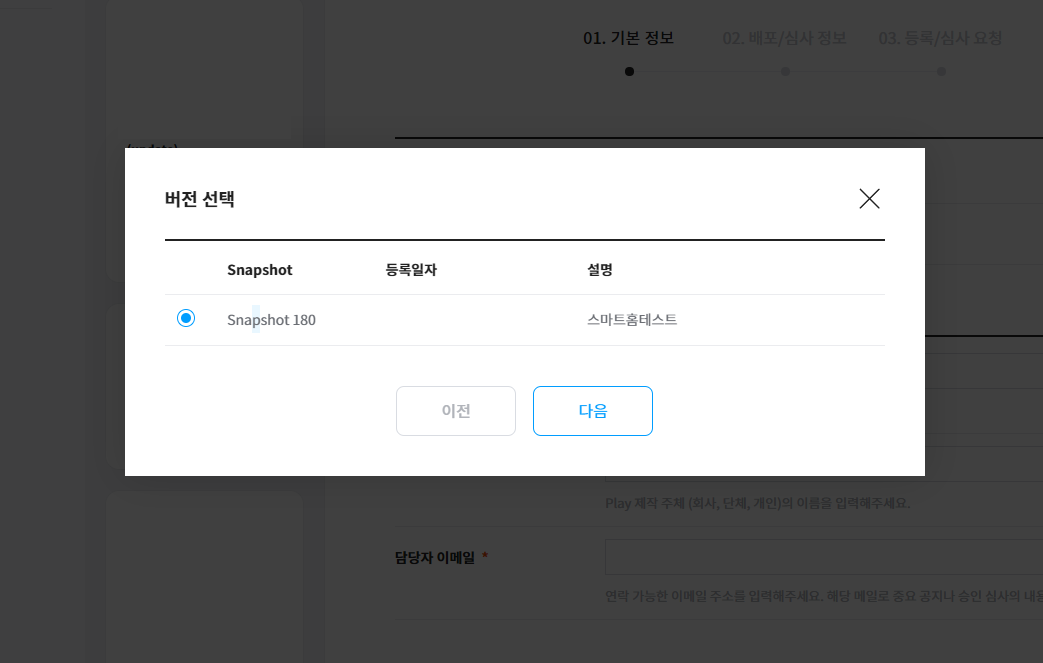 01. 기본 정보 02. 배포/심사 정보 03. 등록/심사 요청
버전 선택
Snapshot 등록일자 설명
Snapshot 180 스마트홈테스트
이전 다음
Play 제작 주체 (회사, 단체, 개인)의 이름을 입력해주세요.
담당자 이메일 *
연락 가능한 이메일 주소를 입력해주세요. 해당 메일로 중요 공지나 승인 심사의 내용